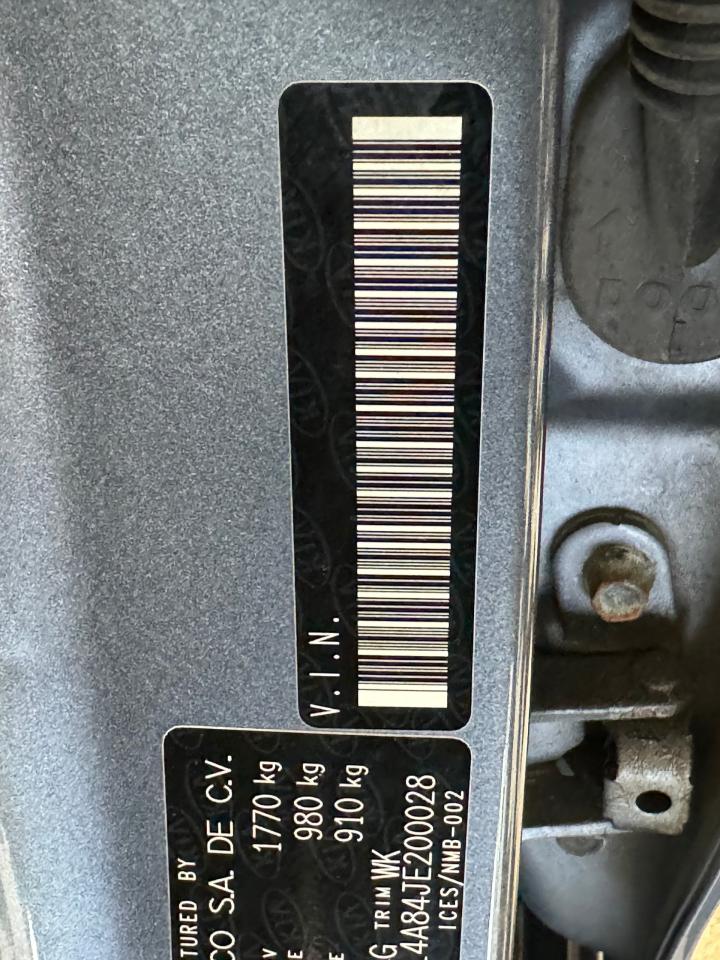 V.I.N.
TURED BY
CO S.A. DE C.V.
V 1770 kg
E 980 kg
E 910 kg
G TRIM WK
4A84JE200028
ICES/NMB-002